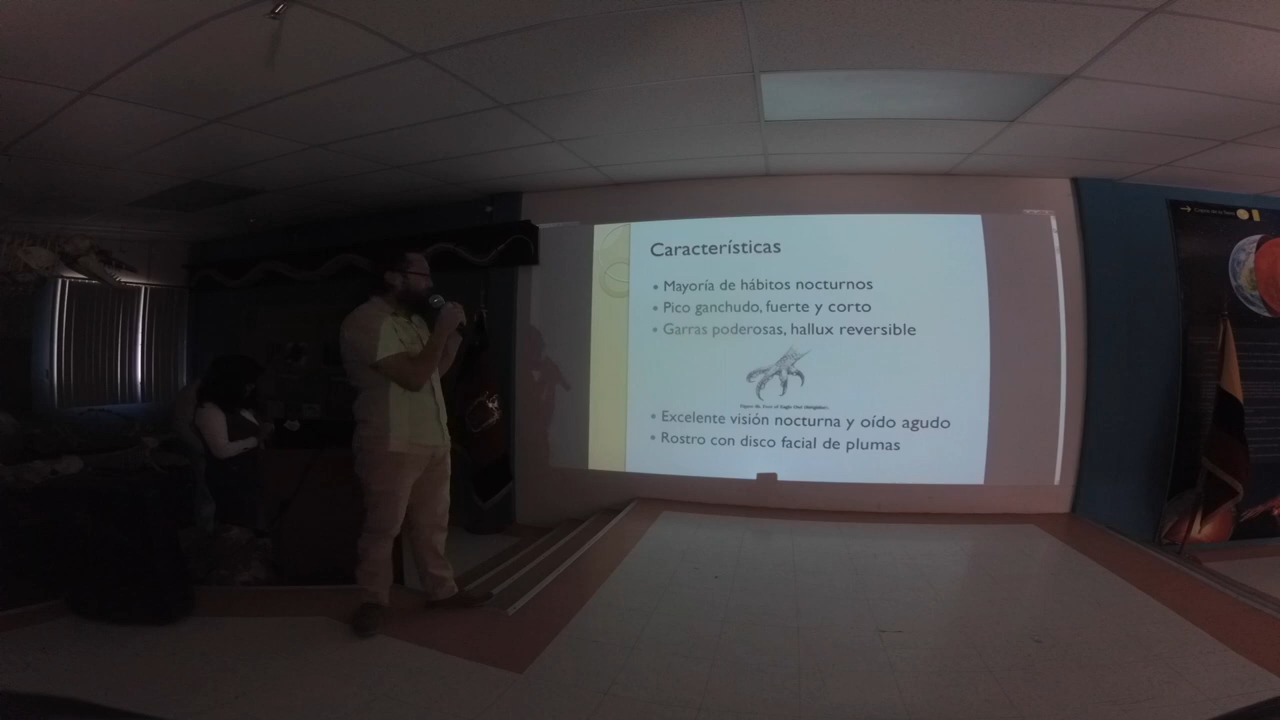 Características
• Mayoría de hábitos nocturnos
• Pico ganchudo, fuerte y corto
• Garras poderosas, hallux reversible
• Excelente visión nocturna y oído agudo
• Rostro con disco facial de plumas